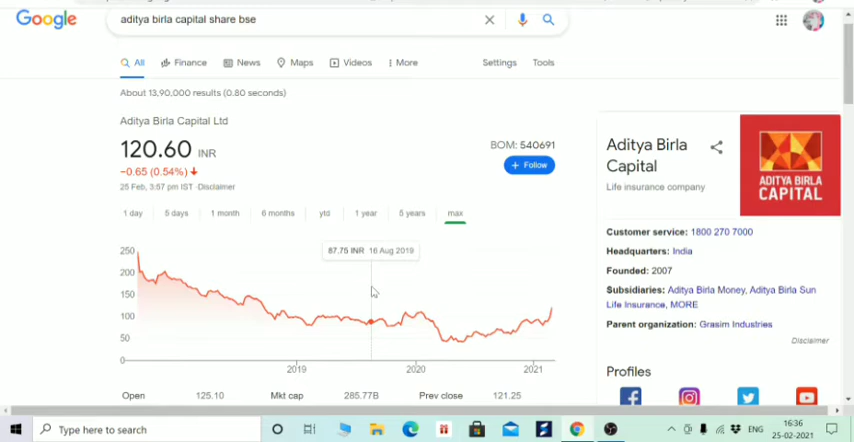 Google
aditya birla capital share bse
All Finance News Maps Videos More Settings Tools
About 13,90,000 results (0.80 seconds)
Aditya Birla Capital Ltd
120.60 INR
−0.65 (0.54%)
25 Feb, 3:57 pm IST · Disclaimer
BOM: 540691
+ Follow
1 day 5 days 1 month 6 months ytd 1 year 5 years max
87.75 INR 16 Aug 2019
250
200
150
100
50
0
2019 2020 2021
Open 125.10 Mkt cap 285.77B Prev close 121.25
Aditya Birla
Capital
Life insurance company
ADITYA BIRLA
CAPITAL
Customer service: 1800 270 7000
Headquarters: India
Founded: 2007
Subsidiaries: Aditya Birla Money, Aditya Birla Sun
Life Insurance, MORE
Parent organization: Grasim Industries
Disclaimer
Profiles
Type here to search
ENG
16:36
25-02-2021